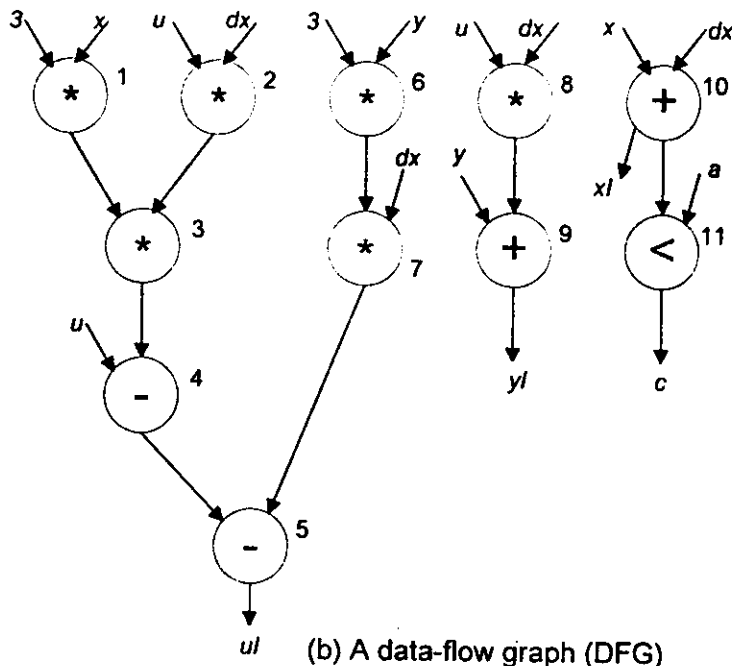 3 x u dx 3 y u dx x dx
* 1 * 2 * 6 * 8 + 10
dx y xl a
* 3 * 7 + 9 < 11
u
- 4 yl c
- 5
ul
(b) A data-flow graph (DFG)